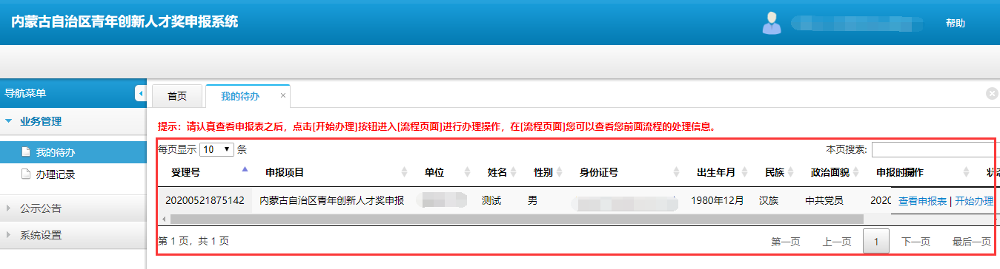 内蒙古自治区青年创新人才奖申报系统
帮助
导航菜单
首页 我的待办
业务管理
提示：请认真查看申报表之后，点击[开始办理]按钮进入[流程页面]进行办理操作，在[流程页面]您可以查看您前面流程的处理信息。
我的待办
每页显示 10 条 本页搜索:
办理记录
受理号 申报项目 单位 姓名 性别 身份证号 出生年月 民族 政治面貌 申报时 操作
20200521875142 内蒙古自治区青年创新人才奖申报 测试 男 1980年12月 汉族 中共党员 2020 查看申报表 | 开始办理
公示公告
系统设置
第 1 页，共 1 页 第一页 上一页 1 下一页 最后一页